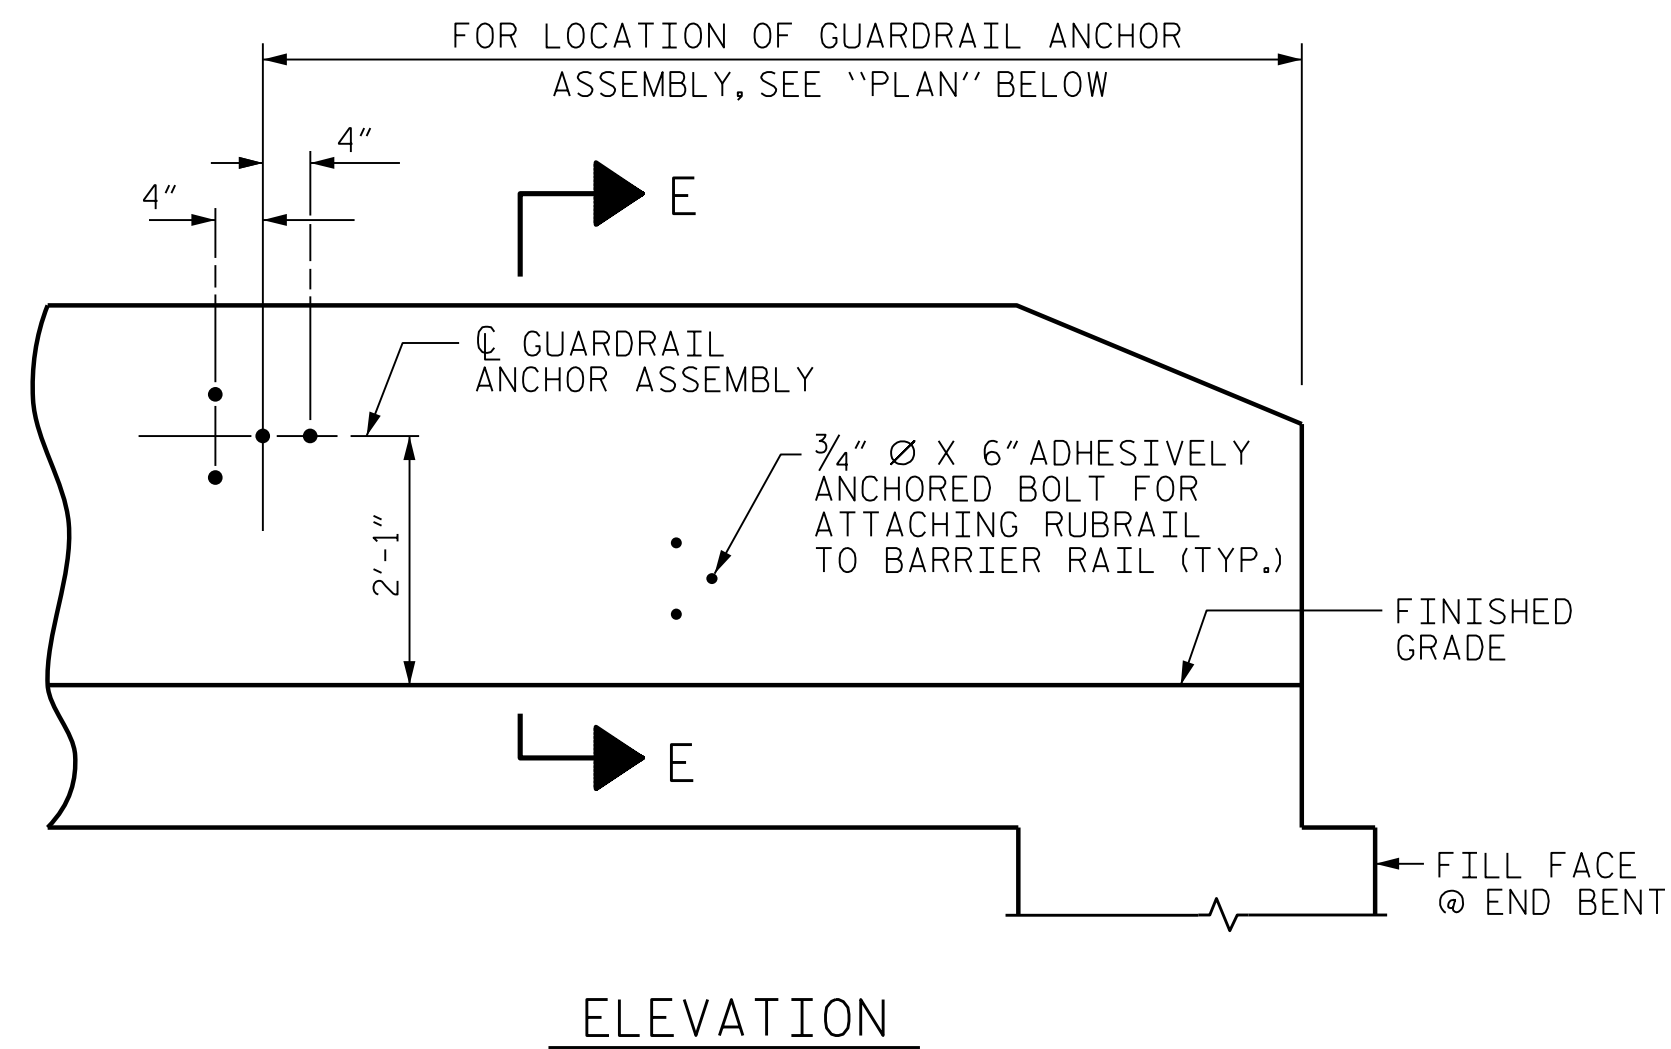 FOR LOCATION OF GUARDRAIL ANCHOR
ASSEMBLY, SEE "PLAN" BELOW
4"
4"
E
℄ GUARDRAIL
ANCHOR ASSEMBLY
3/4" Ø X 6" ADHESIVELY
ANCHORED BOLT FOR
ATTACHING RUBRAIL
TO BARRIER RAIL (TYP.)
2'-1"
FINISHED
GRADE
E
FILL FACE
@ END BENT
ELEVATION